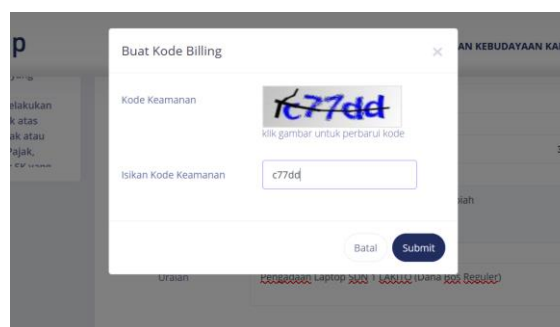 p
AN KEBUDAYAAN KA
Buat Kode Billing
×
elakukan
k atas
ak atau
Pajak,
Kode Keamanan
c77dd
klik gambar untuk perbarui kode
Isikan Kode Keamanan
c77dd
iah
Batal
Submit
Uraian
Pengadaan Laptop SDN 1 LAKITO (Dana Bos Reguler)